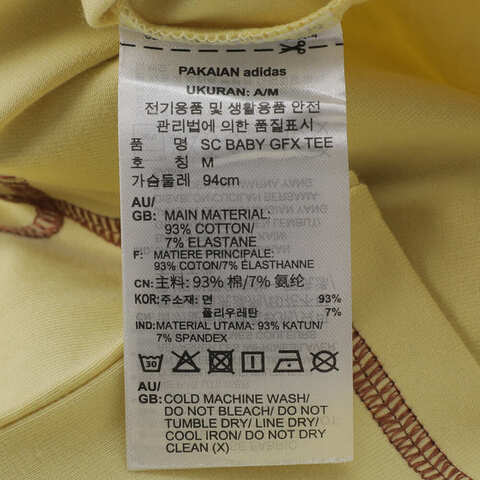 PAKAIAN adidas
UKURAN: A/M
전기용품 및 생활용품 안전
관리법에 의한 품질표시
품 명 SC BABY GFX TEE
호 칭 M
가슴둘레 94cm
AU/
GB: MAIN MATERIAL:
93% COTTON/
7% ELASTANE
F: MATIERE PRINCIPALE:
93% COTON/7% ÉLASTHANNE
CN: 主料: 93% 棉/7% 氨纶
KOR: 주소재: 면 93%
폴리우레탄 7%
IND: MATERIAL UTAMA: 93% KATUN/
7% SPANDEX
30
AU/
GB: COLD MACHINE WASH/
DO NOT BLEACH/ DO NOT
TUMBLE DRY/ LINE DRY/
COOL IRON/ DO NOT DRY
CLEAN (X)